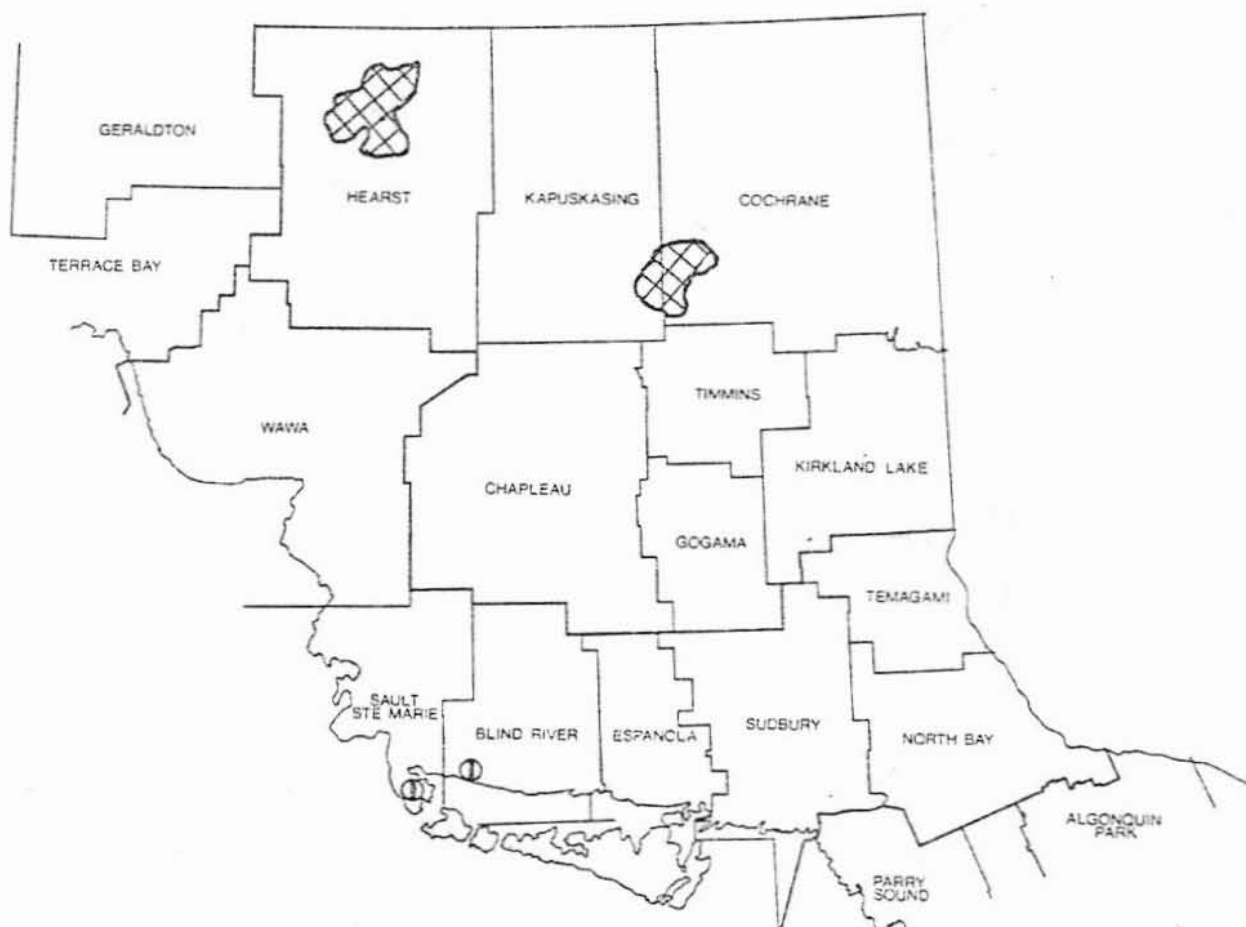 GERALDTON
HEARST
KAPUSKASING
COCHRANE
TERRACE BAY
TIMMINS
WAWA
KIRKLAND LAKE
CHAPLEAU
GOGAMA
TEMAGAMI
SAULT
STE MARIE
BLIND RIVER
ESPANOLA
SUDBURY
NORTH BAY
ALGONQUIN
PARK
PARRY
SOUND